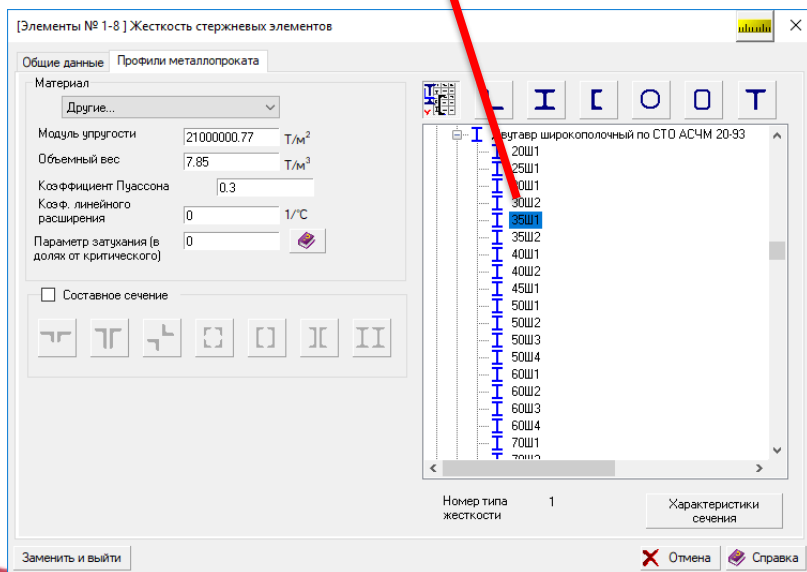 [Элементы № 1-8 ] Жесткость стержневых элементов
Общие данные
Профили металлопроката
Материал
Другие...
Модуль упругости 21000000.77 Т/м²
Объемный вес 7.85 Т/м³
Коэффициент Пуассона 0.3
Коэф. линейного
расширения 0 1/°C
Параметр затухания (в
долях от критического) 0
Составное сечение
широкополочный по СТО АСЧМ 20-93
20Ш1
25Ш1
30Ш2
35Ш1
35Ш2
40Ш1
40Ш2
45Ш1
50Ш1
50Ш2
50Ш3
50Ш4
60Ш1
60Ш2
60Ш3
60Ш4
70Ш1
Номер типа
жесткости 1
Характеристики
сечения
Заменить и выйти
Отмена
Справка